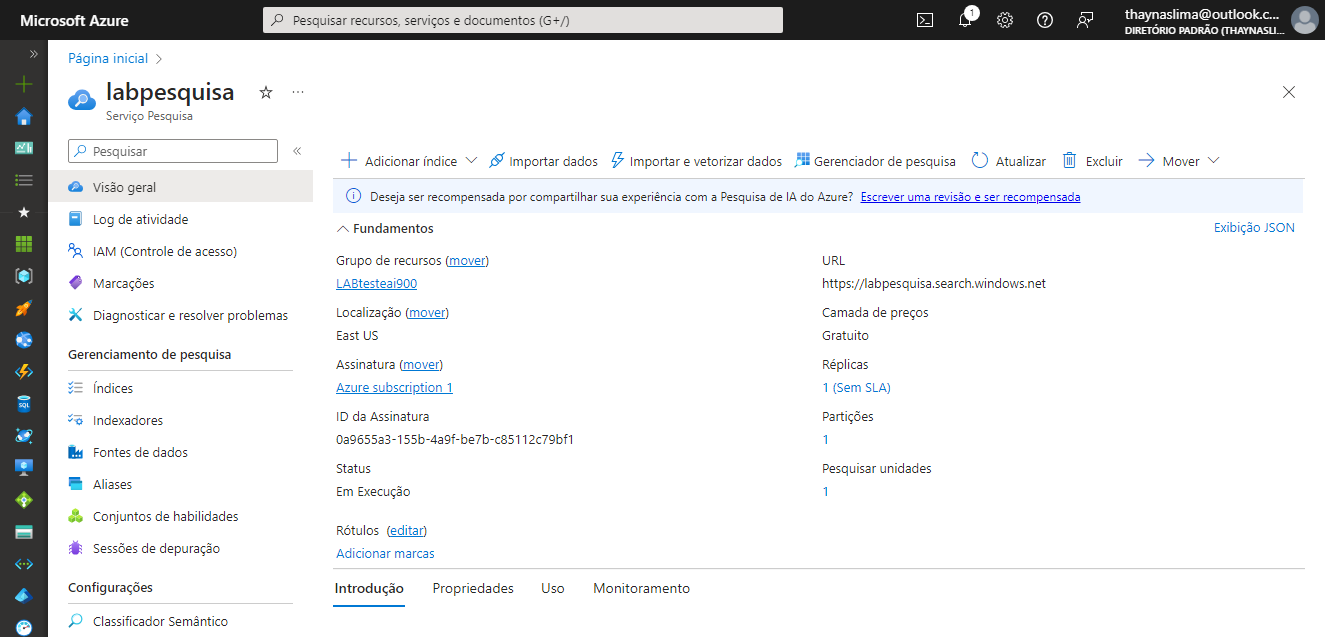 Microsoft Azure
Pesquisar recursos, serviços e documentos (G+/)
1
thaynaslima@outlook.c...
DIRETÓRIO PADRÃO (THAYNASLI...
Página inicial
labpesquisa
Serviço Pesquisa
Pesquisar
Visão geral
Log de atividade
IAM (Controle de acesso)
Marcações
Diagnosticar e resolver problemas
Gerenciamento de pesquisa
Índices
Indexadores
Fontes de dados
Aliases
Conjuntos de habilidades
Sessões de depuração
Configurações
Classificador Semântico
Adicionar índice
Importar dados
Importar e vetorizar dados
Gerenciador de pesquisa
Atualizar
Excluir
Mover
Deseja ser recompensada por compartilhar sua experiência com a Pesquisa de IA do Azure? Escrever uma revisão e ser recompensada
Fundamentos
Exibição JSON
Grupo de recursos (mover)
LABtesteai900
Localização (mover)
East US
Assinatura (mover)
Azure subscription 1
ID da Assinatura
0a9655a3-155b-4a9f-be7b-c85112c79bf1
Status
Em Execução
URL
https://labpesquisa.search.windows.net
Camada de preços
Gratuito
Réplicas
1 (Sem SLA)
Partições
1
Pesquisar unidades
1
Rótulos (editar)
Adicionar marcas
Introdução
Propriedades
Uso
Monitoramento
SQL